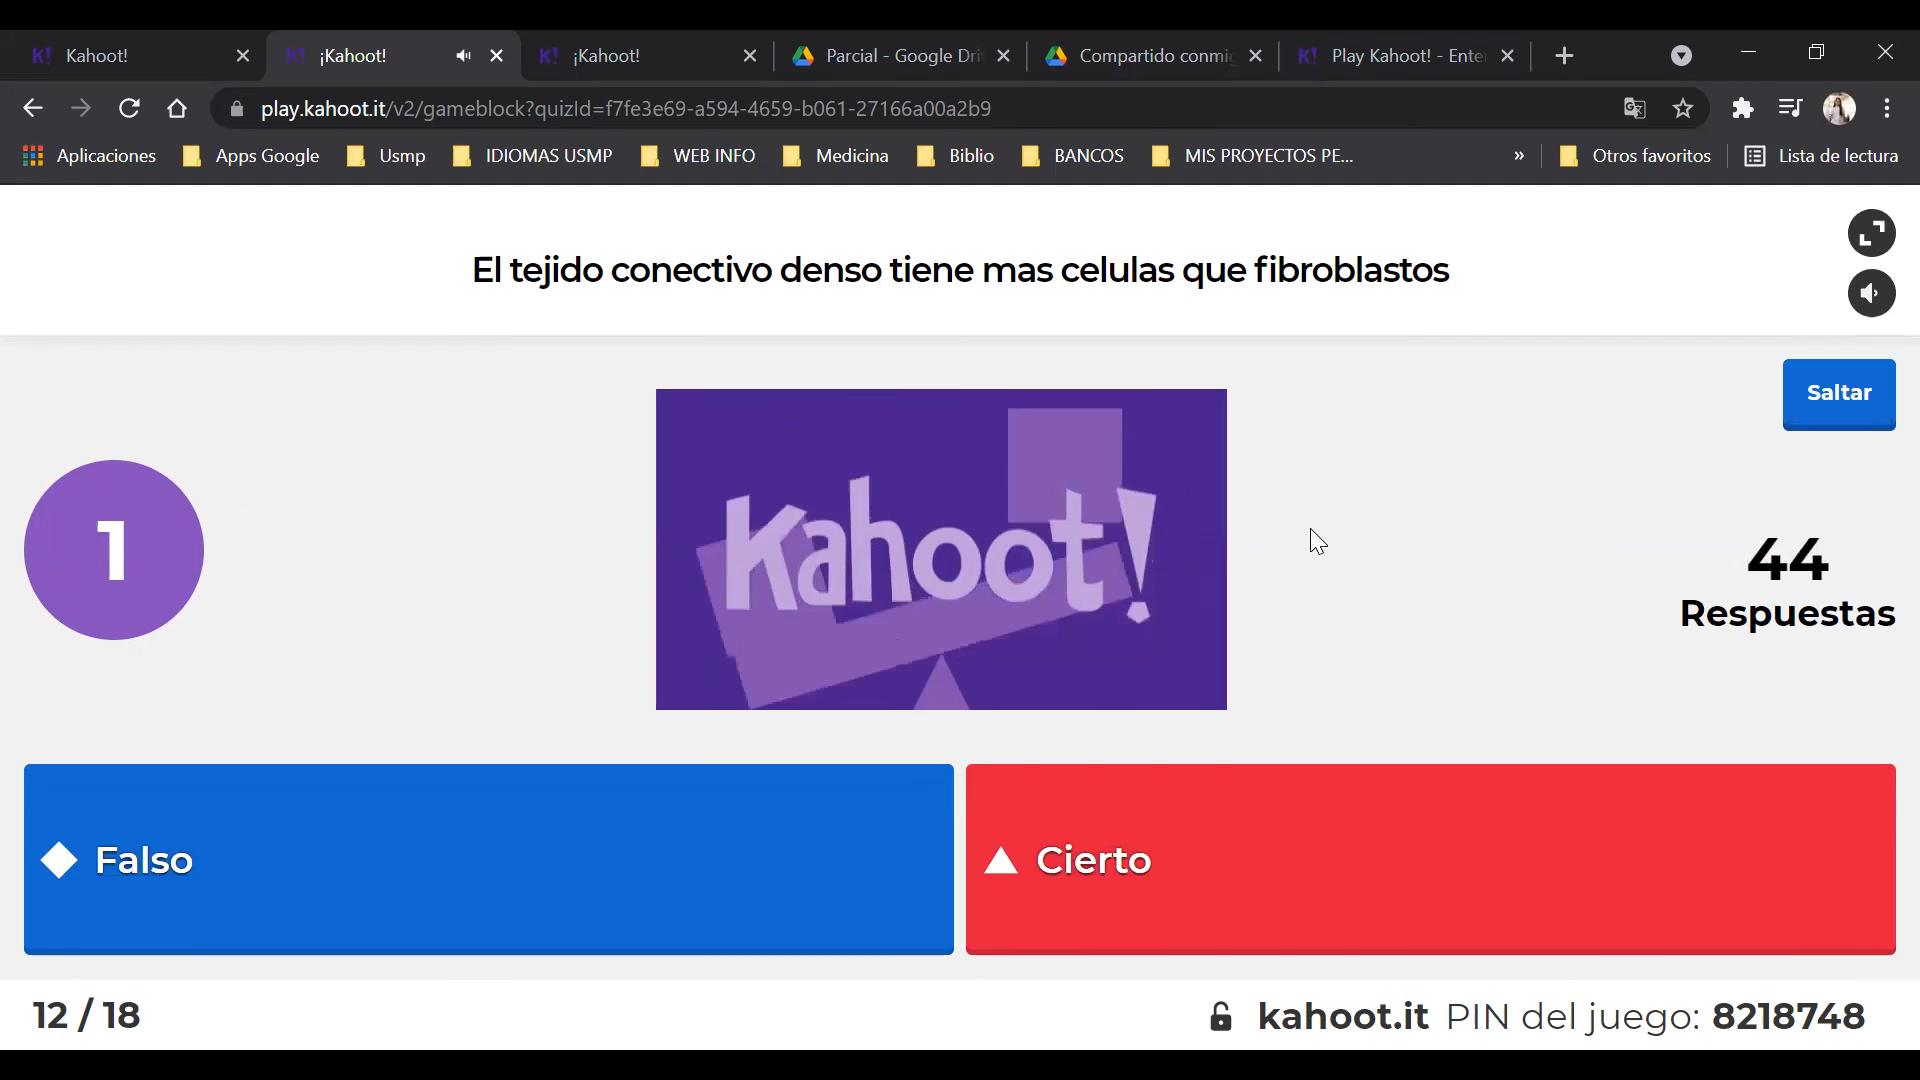 Kahoot!
¡Kahoot!
¡Kahoot!
Parcial - Google Dri
Compartido conmig
Play Kahoot! - Enter
play.kahoot.it/v2/gameblock?quizId=f7fe3e69-a594-4659-b061-27166a00a2b9
Aplicaciones
Apps Google
Usmp
IDIOMAS USMP
WEB INFO
Medicina
Biblio
BANCOS
MIS PROYECTOS PE...
»
Otros favoritos
Lista de lectura
El tejido conectivo denso tiene mas celulas que fibroblastos
Saltar
1
Kahoot!
44
Respuestas
Falso
Cierto
12 / 18
kahoot.it PIN del juego: 8218748